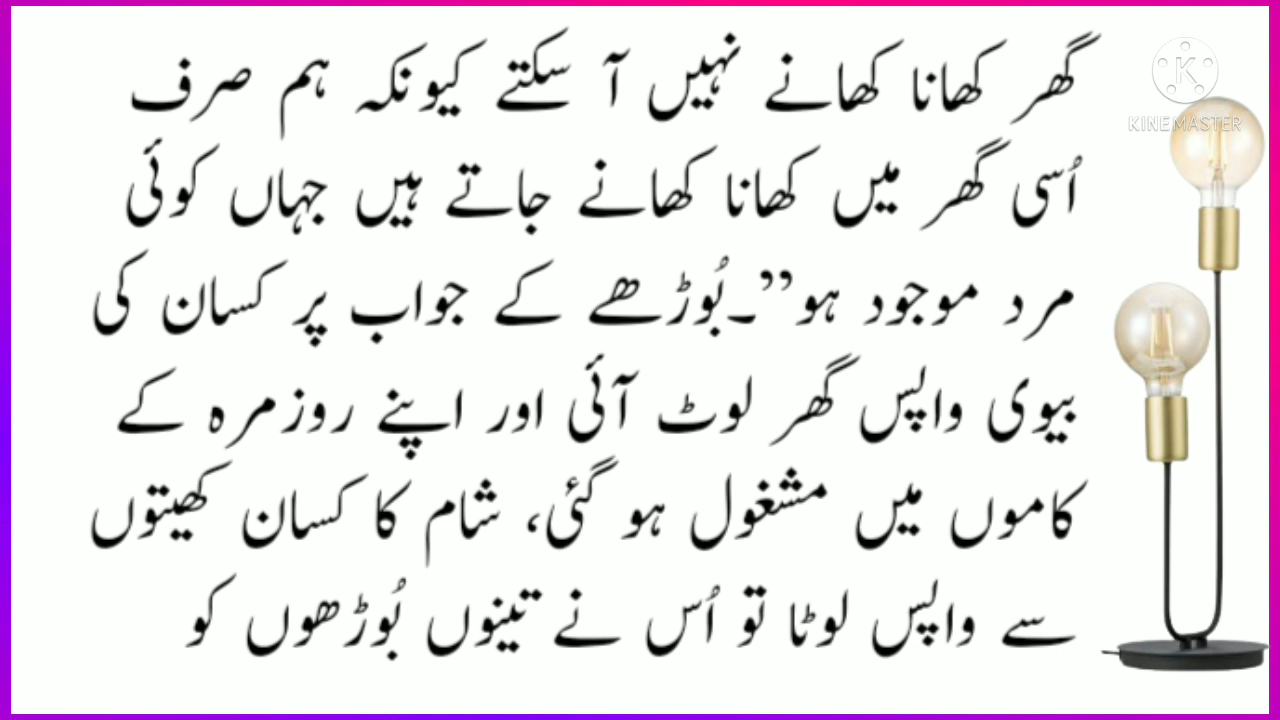 گھر کھانا کھانے نہیں آ سکتے کیونکہ ہم صرف
اُسی گھر میں کھانا کھانے جاتے ہیں جہاں کوئی
مرد موجود ہو’’۔بُوڑھے کے جواب پر کسان کی
بیوی واپس گھر لوٹ آئی اور اپنے روزمرہ کے
کاموں میں مشغول ہو گئی، شام کا کسان کھیتوں
سے واپس لوٹا تو اُس نے تینوں بُوڑھوں کو
K
KINEMASTER